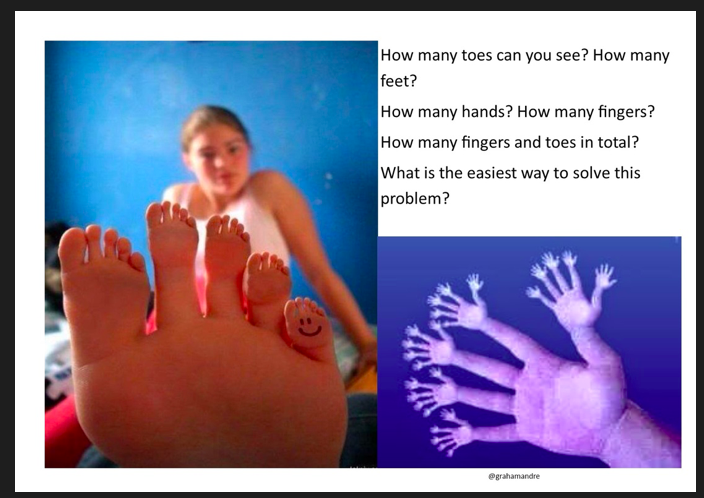 How many toes can you see? How many
feet?
How many hands? How many fingers?
How many fingers and toes in total?
What is the easiest way to solve this
problem?
@grahamandre